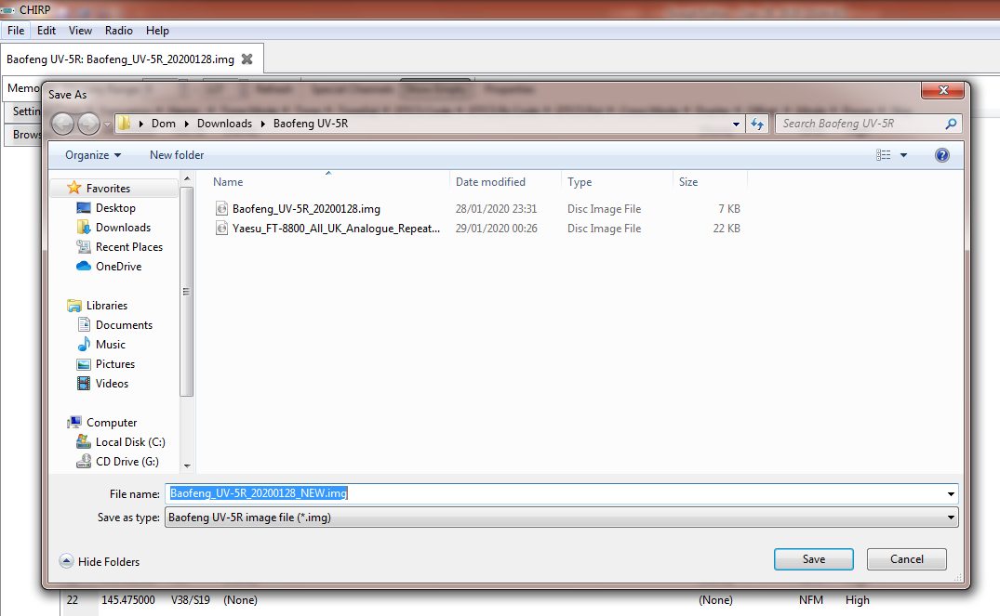 CHIRP
File Edit View Radio Help
Baofeng UV-5R: Baofeng_UV-5R_20200128.img
Memo
Settin
Brows
Save As
Dom Downloads Baofeng UV-5R Search Baofeng UV-5R
Organize New folder
Favorites
Desktop
Downloads
Recent Places
OneDrive
Libraries
Documents
Music
Pictures
Videos
Computer
Local Disk (C:)
CD Drive (G:)
Name Date modified Type Size
Baofeng_UV-5R_20200128.img 28/01/2020 23:31 Disc Image File 7 KB
Yaesu_FT-8800_All_UK_Analogue_Repeat... 29/01/2020 00:26 Disc Image File 22 KB
File name: Baofeng_UV-5R_20200128_NEW.img
Save as type: Baofeng UV-5R image file (*.img)
Hide Folders Save Cancel
22 145.475000 V38/S19 (None) (None) NFM High